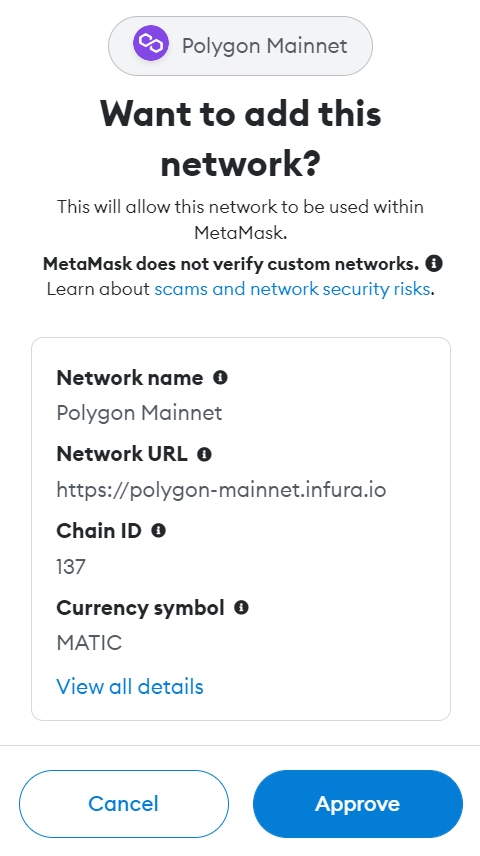 Polygon Mainnet
Want to add this
network?
This will allow this network to be used within
MetaMask.
MetaMask does not verify custom networks.
Learn about scams and network security risks.
Network name
Polygon Mainnet
Network URL
https://polygon-mainnet.infura.io
Chain ID
137
Currency symbol
MATIC
View all details
Cancel
Approve